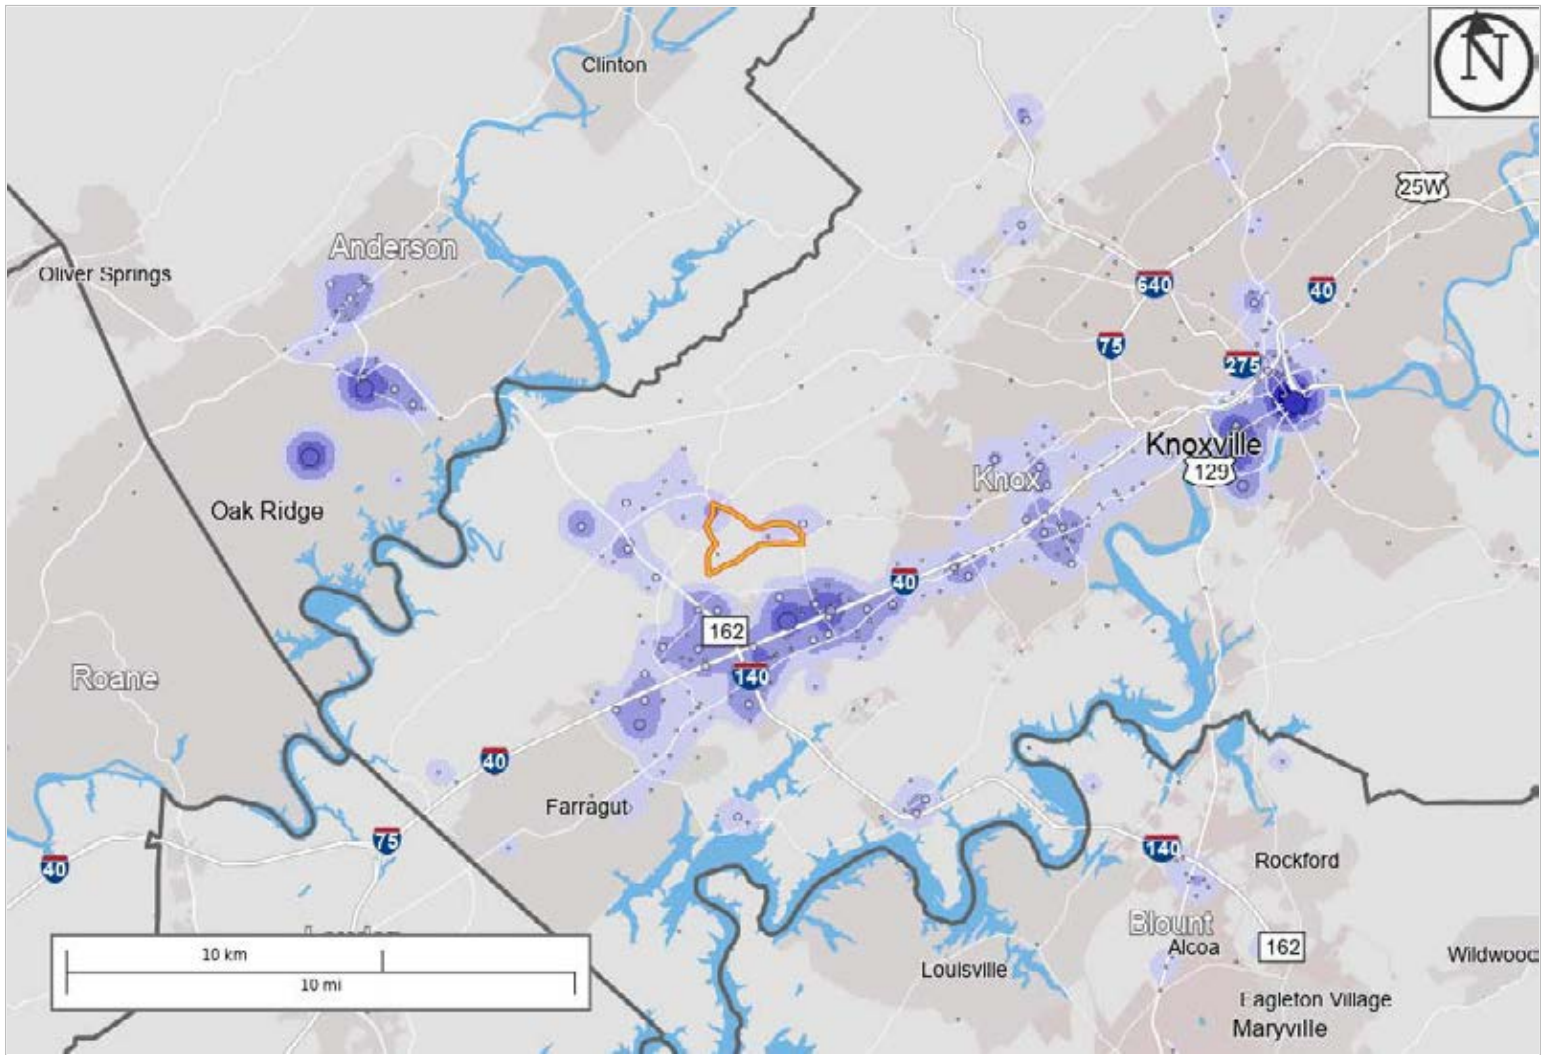 Clinton
N
25W
Anderson
Oliver Springs
640
40
75
275
Knoxville
129
Knox
Oak Ridge
40
162
140
Roane
40
Farragut
75
40
140
Rockford
Blount
Alcoa
162
Wildwood
Louisville
10 km
10 mi
Eagleton Village
Maryville